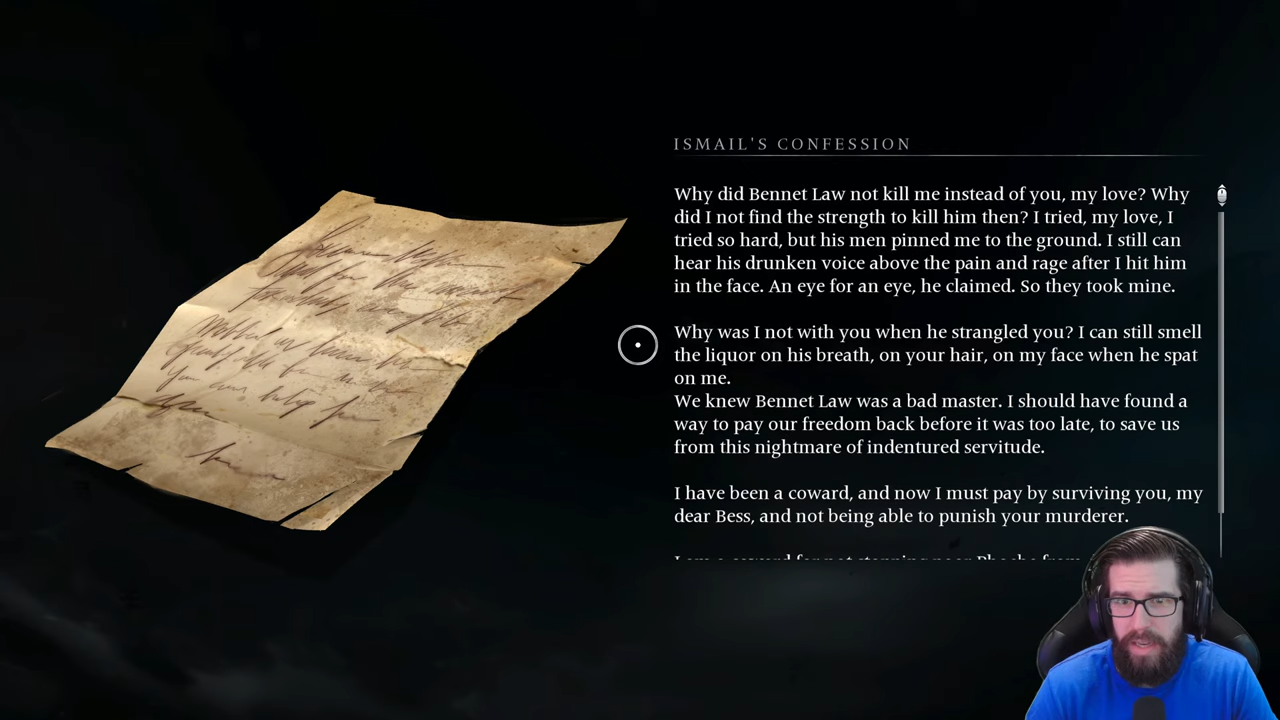 ISMAIL'S CONFESSION
Why did Bennet Law not kill me instead of you, my love? Why
did I not find the strength to kill him then? I tried, my love, I
tried so hard, but his men pinned me to the ground. I still can
hear his drunken voice above the pain and rage after I hit him
in the face. An eye for an eye, he claimed. So they took mine.
Why was I not with you when he strangled you? I can still smell
the liquor on his breath, on your hair, on my face when he spat
on me.
We knew Bennet Law was a bad master. I should have found a
way to pay our freedom back before it was too late, to save us
from this nightmare of indentured servitude.
I have been a coward, and now I must pay by surviving you, my
dear Bess, and not being able to punish your murderer.